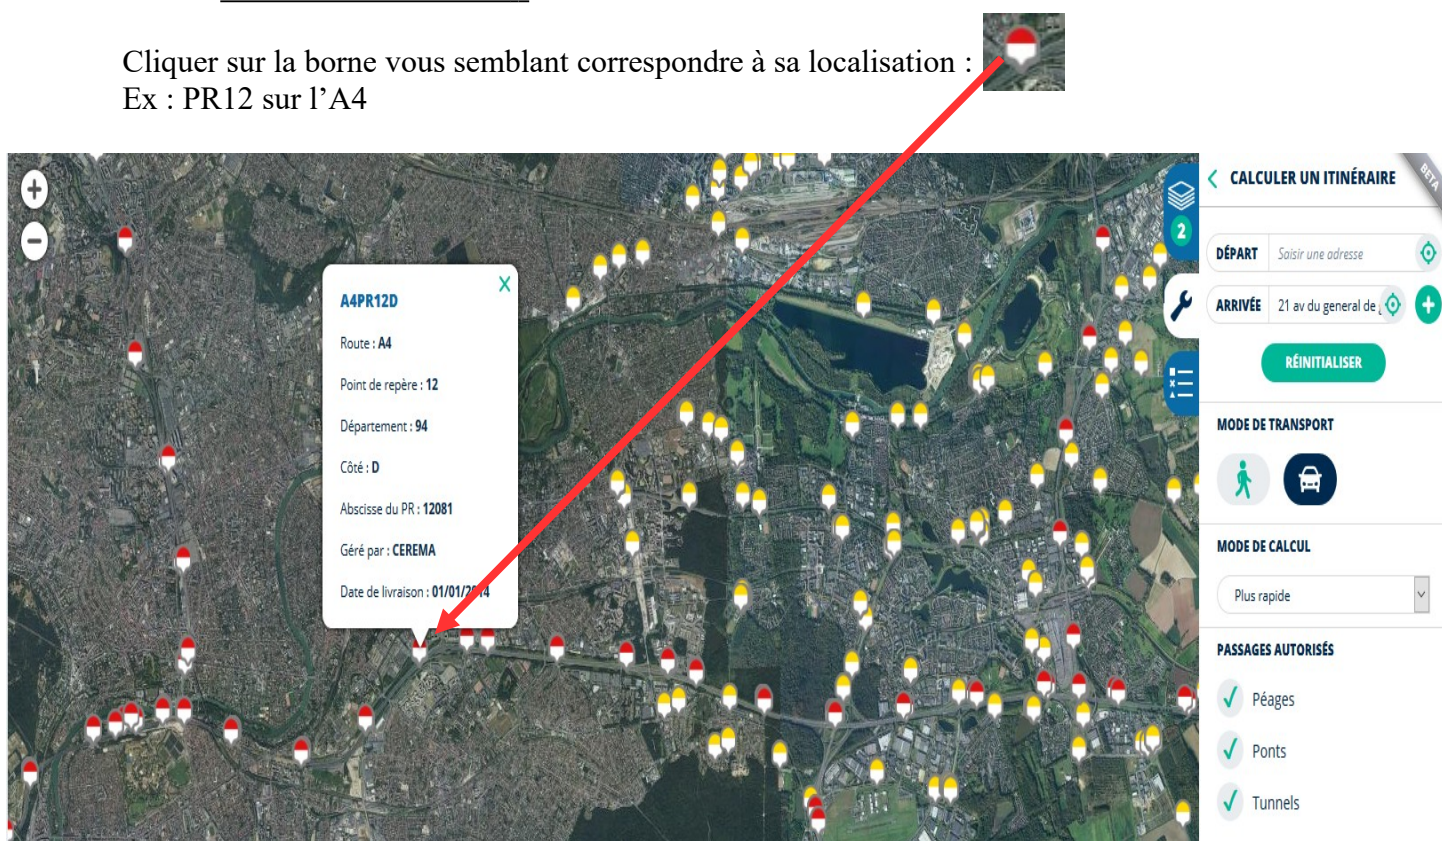 Cliquer sur la borne vous semblant correspondre à sa localisation :
Ex : PR12 sur l’A4
+
−
A4PR12D
X
Route : A4
Point de repère : 12
Département : 94
Côté : D
Abscisse du PR : 12081
Géré par : CEREMA
Date de livraison : 01/01/2014
2
CALCULER UN ITINÉRAIRE
BETA
DÉPART Saisir une adresse
ARRIVÉE 21 av du general de
RÉINITIALISER
MODE DE TRANSPORT
MODE DE CALCUL
Plus rapide
PASSAGES AUTORISÉS
Péages
Ponts
Tunnels